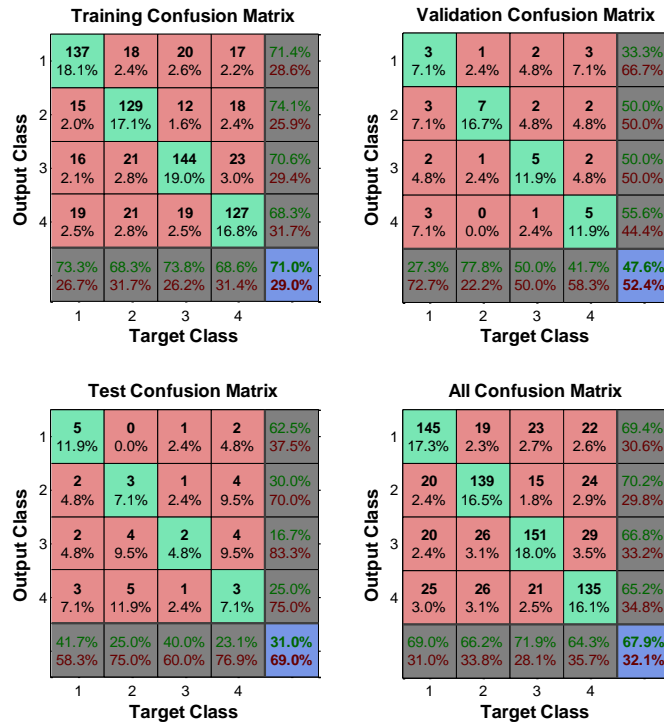 Training Confusion Matrix
1 137 18 20 17 71.4%
18.1% 2.4% 2.6% 2.2% 28.6%
2 15 129 12 18 74.1%
2.0% 17.1% 1.6% 2.4% 25.9%
3 16 21 144 23 70.6%
2.1% 2.8% 19.0% 3.0% 29.4%
4 19 21 19 127 68.3%
2.5% 2.8% 2.5% 16.8% 31.7%
73.3% 68.3% 73.8% 68.6% 71.0%
26.7% 31.7% 26.2% 31.4% 29.0%
1 2 3 4
Target Class
Output Class
Validation Confusion Matrix
1 3 1 2 3 33.3%
7.1% 2.4% 4.8% 7.1% 66.7%
2 3 7 2 2 50.0%
7.1% 16.7% 4.8% 4.8% 50.0%
3 2 1 5 2 50.0%
4.8% 2.4% 11.9% 4.8% 50.0%
4 3 0 1 5 55.6%
7.1% 0.0% 2.4% 11.9% 44.4%
27.3% 77.8% 50.0% 41.7% 47.6%
72.7% 22.2% 50.0% 58.3% 52.4%
1 2 3 4
Target Class
Output Class
Test Confusion Matrix
1 5 0 1 2 62.5%
11.9% 0.0% 2.4% 4.8% 37.5%
2 2 3 1 4 30.0%
4.8% 7.1% 2.4% 9.5% 70.0%
3 2 4 2 4 16.7%
4.8% 9.5% 4.8% 9.5% 83.3%
4 3 5 1 3 25.0%
7.1% 11.9% 2.4% 7.1% 75.0%
41.7% 25.0% 40.0% 23.1% 31.0%
58.3% 75.0% 60.0% 76.9% 69.0%
1 2 3 4
Target Class
Output Class
All Confusion Matrix
1 145 19 23 22 69.4%
17.3% 2.3% 2.7% 2.6% 30.6%
2 20 139 15 24 70.2%
2.4% 16.5% 1.8% 2.9% 29.8%
3 20 26 151 29 66.8%
2.4% 3.1% 18.0% 3.5% 33.2%
4 25 26 21 135 65.2%
3.0% 3.1% 2.5% 16.1% 34.8%
69.0% 66.2% 71.9% 64.3% 67.9%
31.0% 33.8% 28.1% 35.7% 32.1%
1 2 3 4
Target Class
Output Class